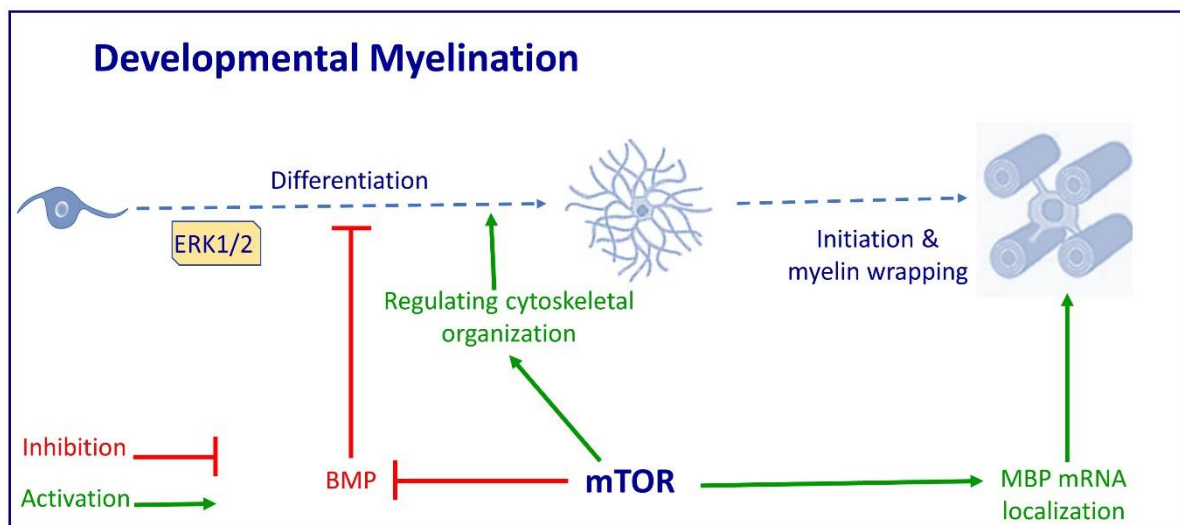 Developmental Myelination
Differentiation
ERK1/2
Initiation &
myelin wrapping
Regulating cytoskeletal
organization
Inhibition
Activation
BMP
mTOR
MBP mRNA
localization